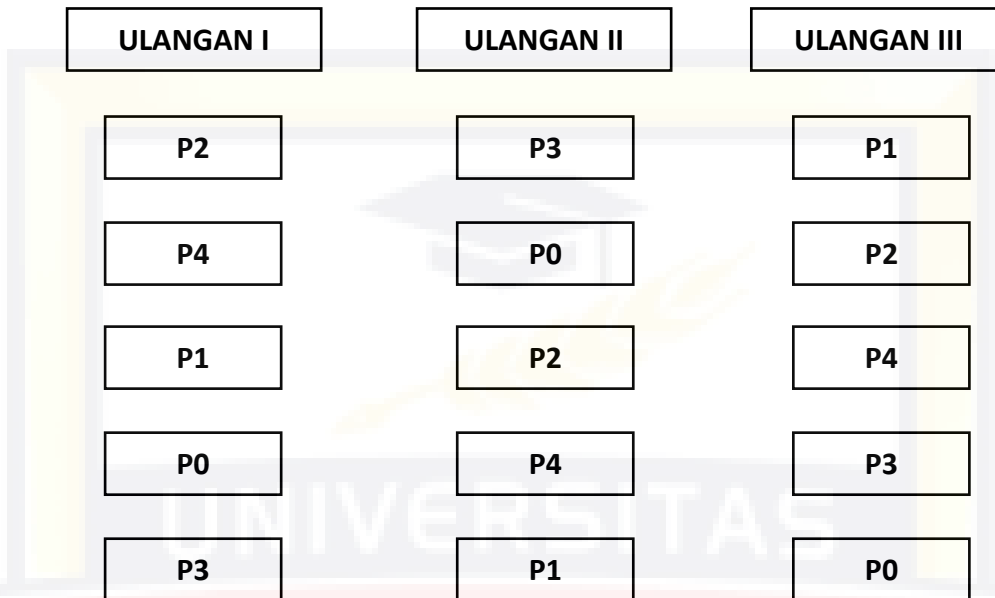 ULANGAN I ULANGAN II ULANGAN III
P2 P3 P1
P4 P0 P2
P1 P2 P4
P0 P4 P3
UNIVERSITAS
P3 P1 P0